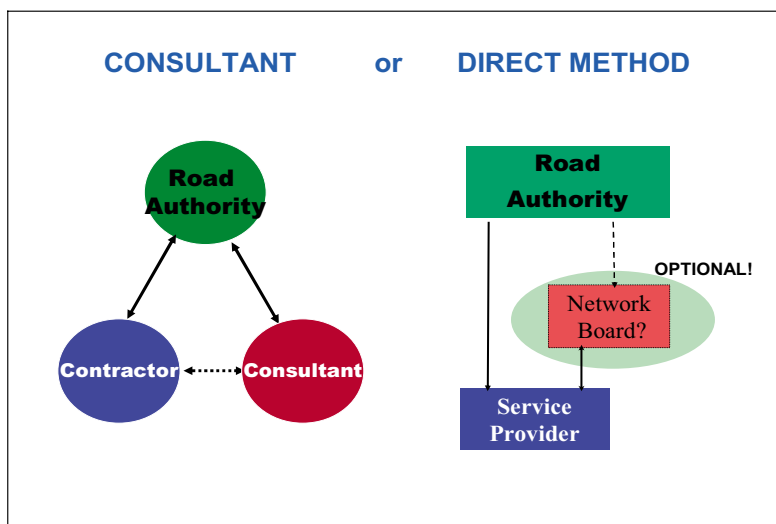 CONSULTANT or DIRECT METHOD
Road
Authority
Contractor
Consultant
Road
Authority
OPTIONAL!
Network
Board?
Service
Provider